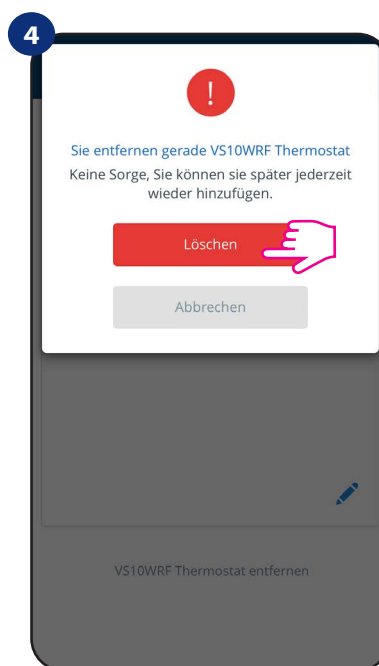 4
!
Sie entfernen gerade VS10WRF Thermostat
Keine Sorge, Sie können sie später jederzeit
wieder hinzufügen.
Löschen
Abbrechen
VS10WRF Thermostat entfernen